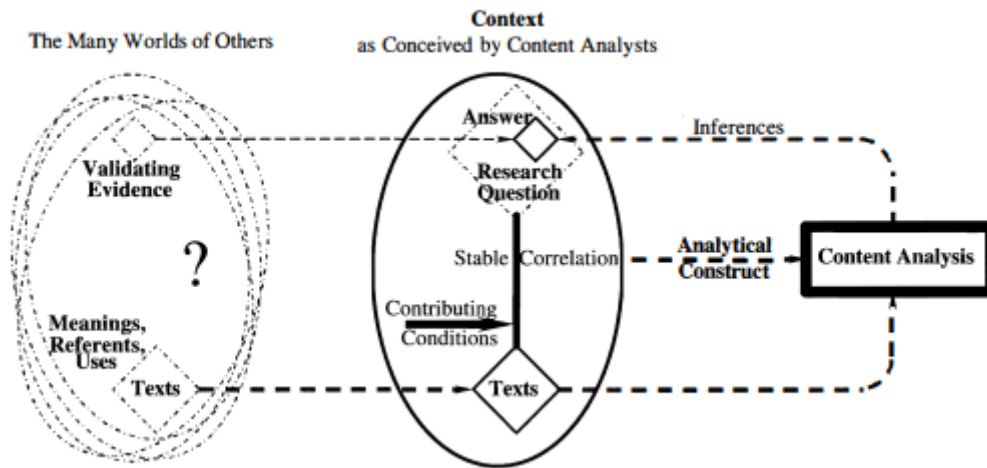 Context
The Many Worlds of Others
as Conceived by Content Analysts
Answer
Inferences
Validating
Evidence
Research
Question
?
Stable Correlation
Analytical
Construct
Content Analysis
Contributing
Conditions
Meanings,
Referents,
Uses
Texts
Texts